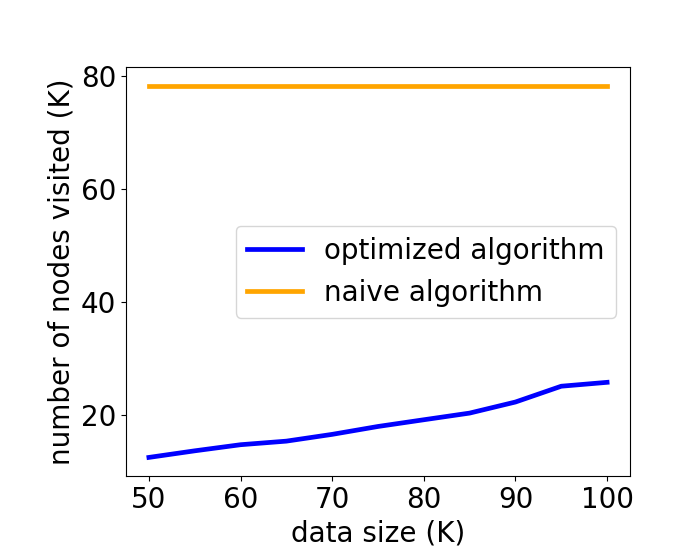 number of nodes visited (K)
80
60
40
20
optimized algorithm
naive algorithm
50 60 70 80 90 100
data size (K)